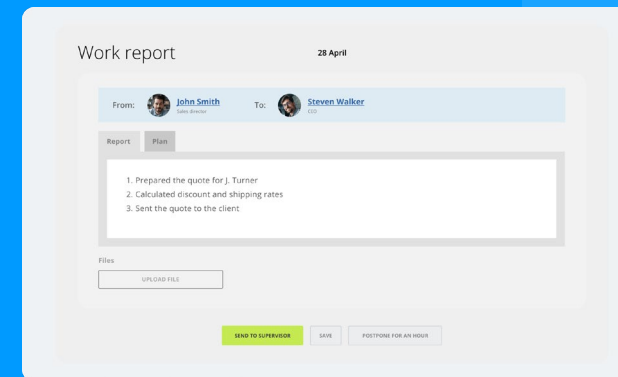 Work report
28 April
From:
John Smith
Sales director
To:
Steven Walker
CEO
Report
Plan
1. Prepared the quote for J. Turner
2. Calculated discount and shipping rates
3. Sent the quote to the client
Files
UPLOAD FILE
SEND TO SUPERVISOR
SAVE
POSTPONE FOR AN HOUR